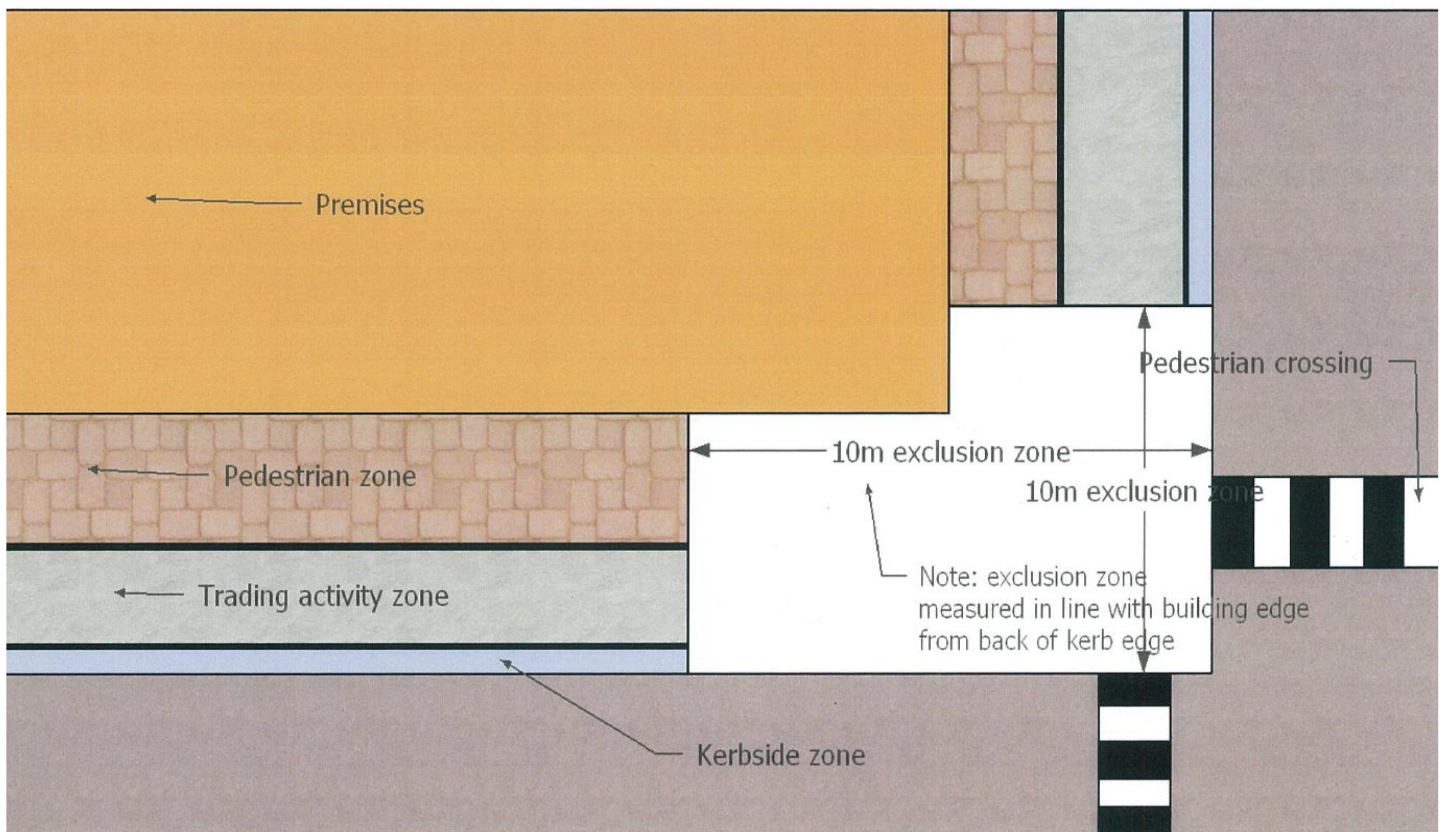 Premises
Pedestrian crossing
10m exclusion zone
Pedestrian zone
10m exclusion zone
Note: exclusion zone
measured in line with building edge
from back of kerb edge
Trading activity zone
Kerbside zone